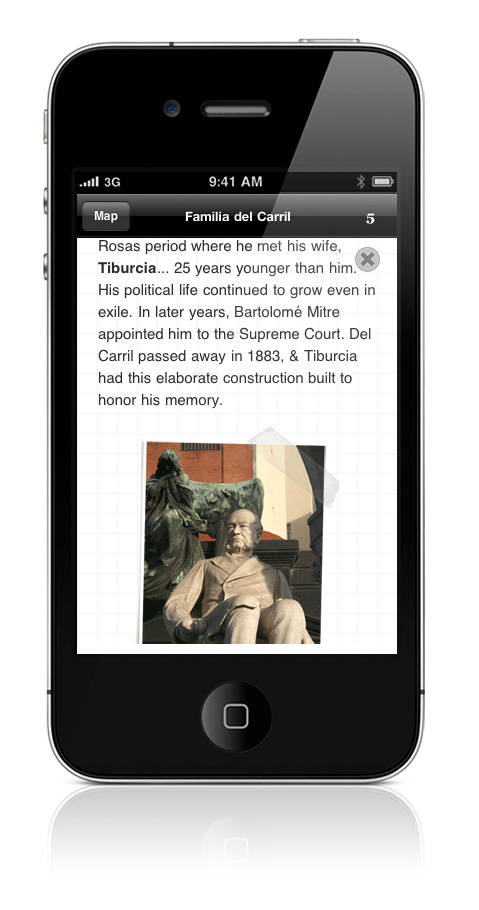 3G 9:41 AM
Map Familia del Carril 5
Rosas period where he met his wife,
Tiburcia... 25 years younger than him.
His political life continued to grow even in
exile. In later years, Bartolomé Mitre
appointed him to the Supreme Court. Del
Carril passed away in 1883, & Tiburcia
had this elaborate construction built to
honor his memory.